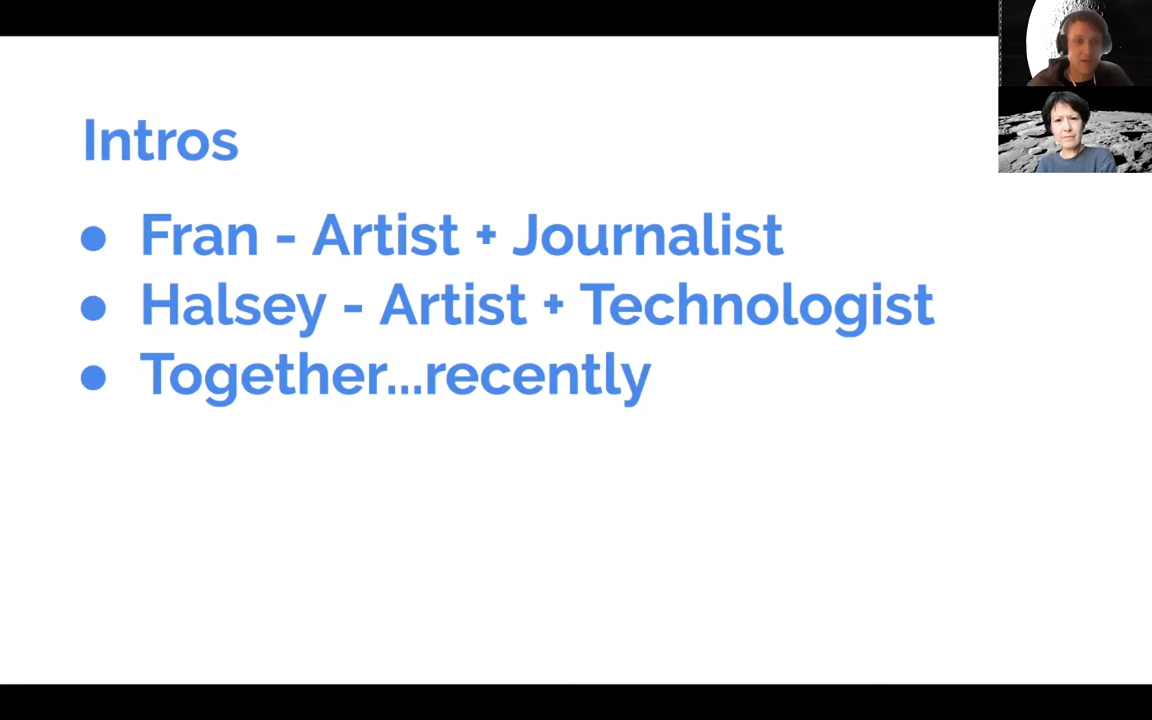 Intros
● Fran - Artist + Journalist
● Halsey - Artist + Technologist
● Together...recently